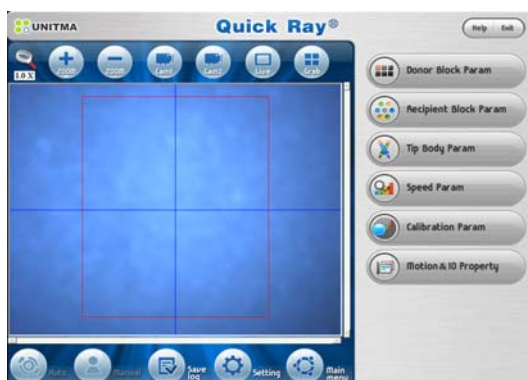 UNITMA
Quick Ray®
Help Exit
1.0 X
ZOOM
ZOOM
Cam1
Cam2
Live
Grab
Donor Block Param
Recipient Block Param
Tip Body Param
Speed Param
Calibration Param
Motion & IO Property
Auto
Manual
Save
log
Setting
Main
menu